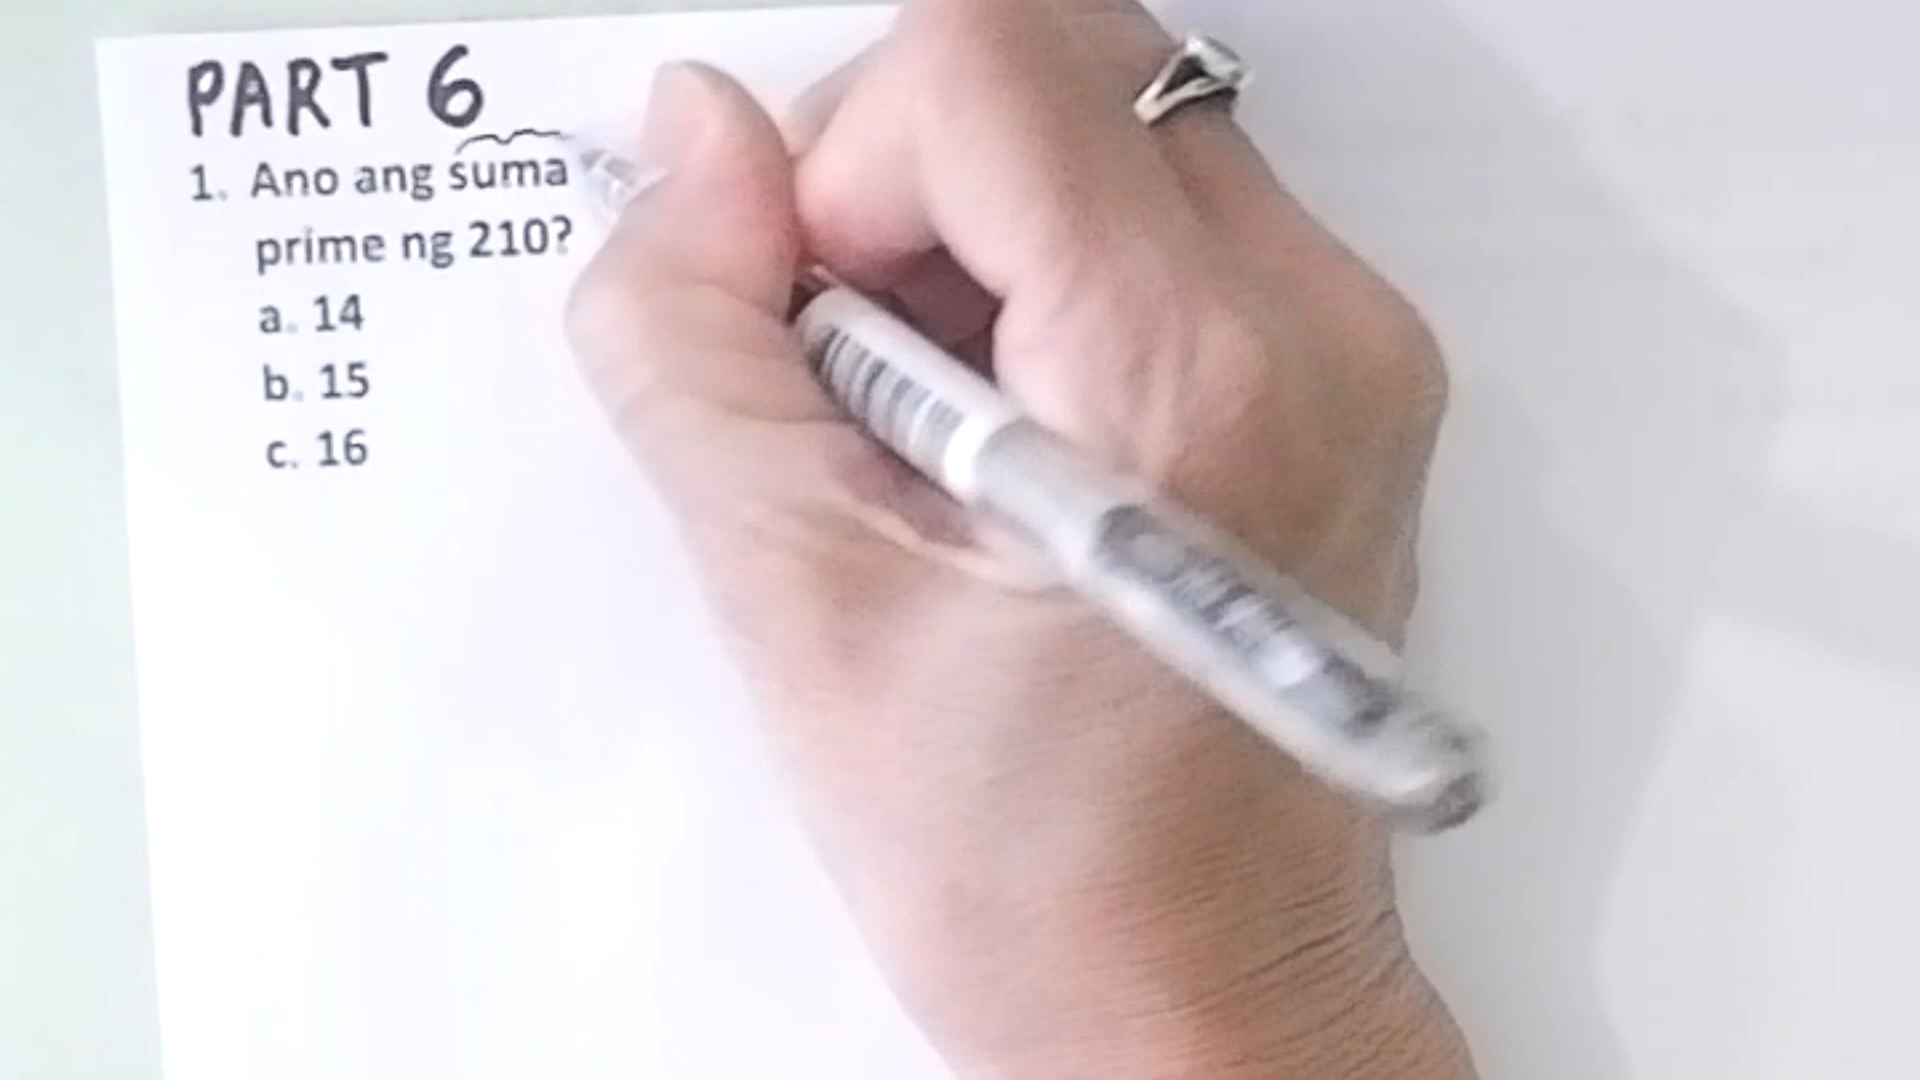 PART 6
1. Ano ang suma
prime ng 210?
a. 14
b. 15
c. 16